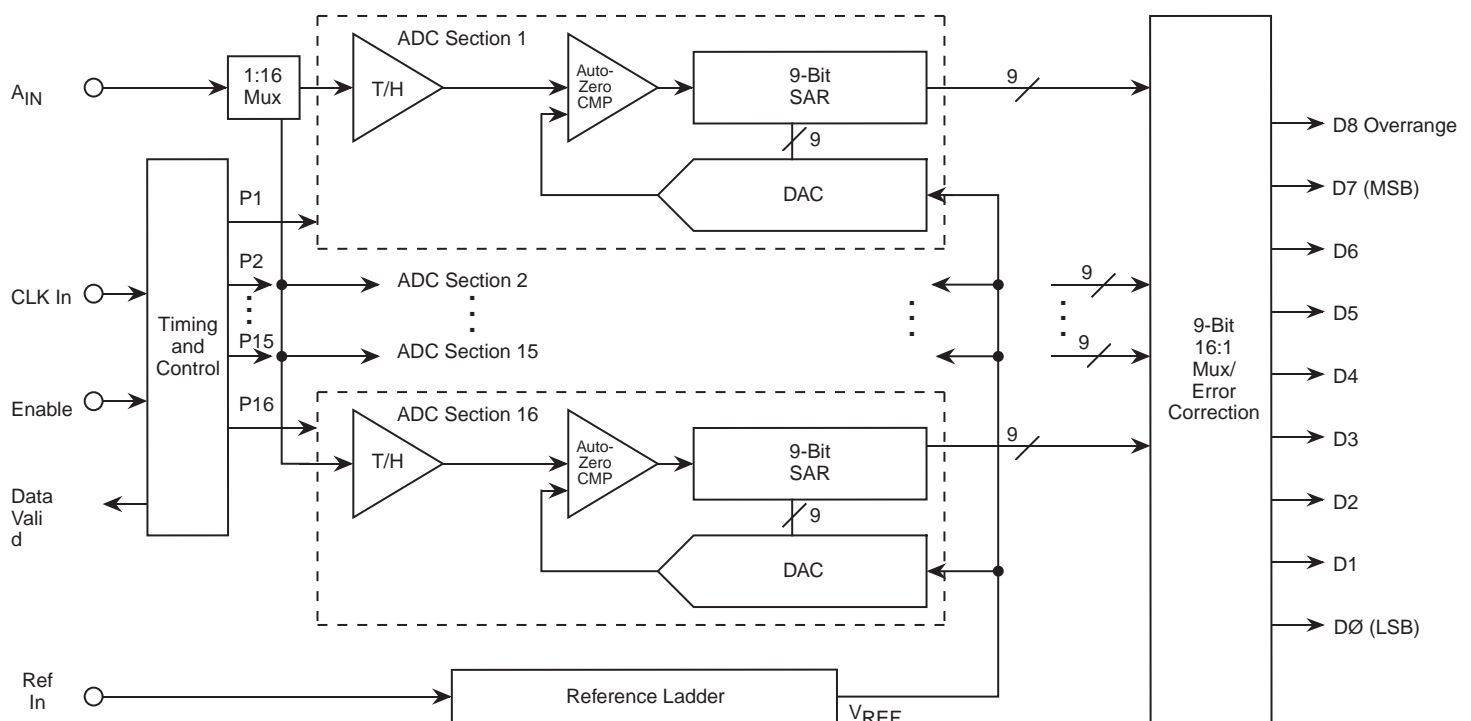 ADC Section 1
A_IN
1:16
Mux
T/H
Auto-
Zero
CMP
9-Bit
SAR
9
9
DAC
D8 Overrange
D7 (MSB)
P1
P2
CLK In
ADC Section 2
9
D6
D5
Timing
and
Control
P15
ADC Section 15
9
9-Bit
16:1
Mux/
Error
Correction
D4
Enable
P16
ADC Section 16
T/H
Auto-
Zero
CMP
9-Bit
SAR
9
9
DAC
D3
Data
Vali
d
D2
D1
DØ (LSB)
Ref
In
Reference Ladder
V_REF